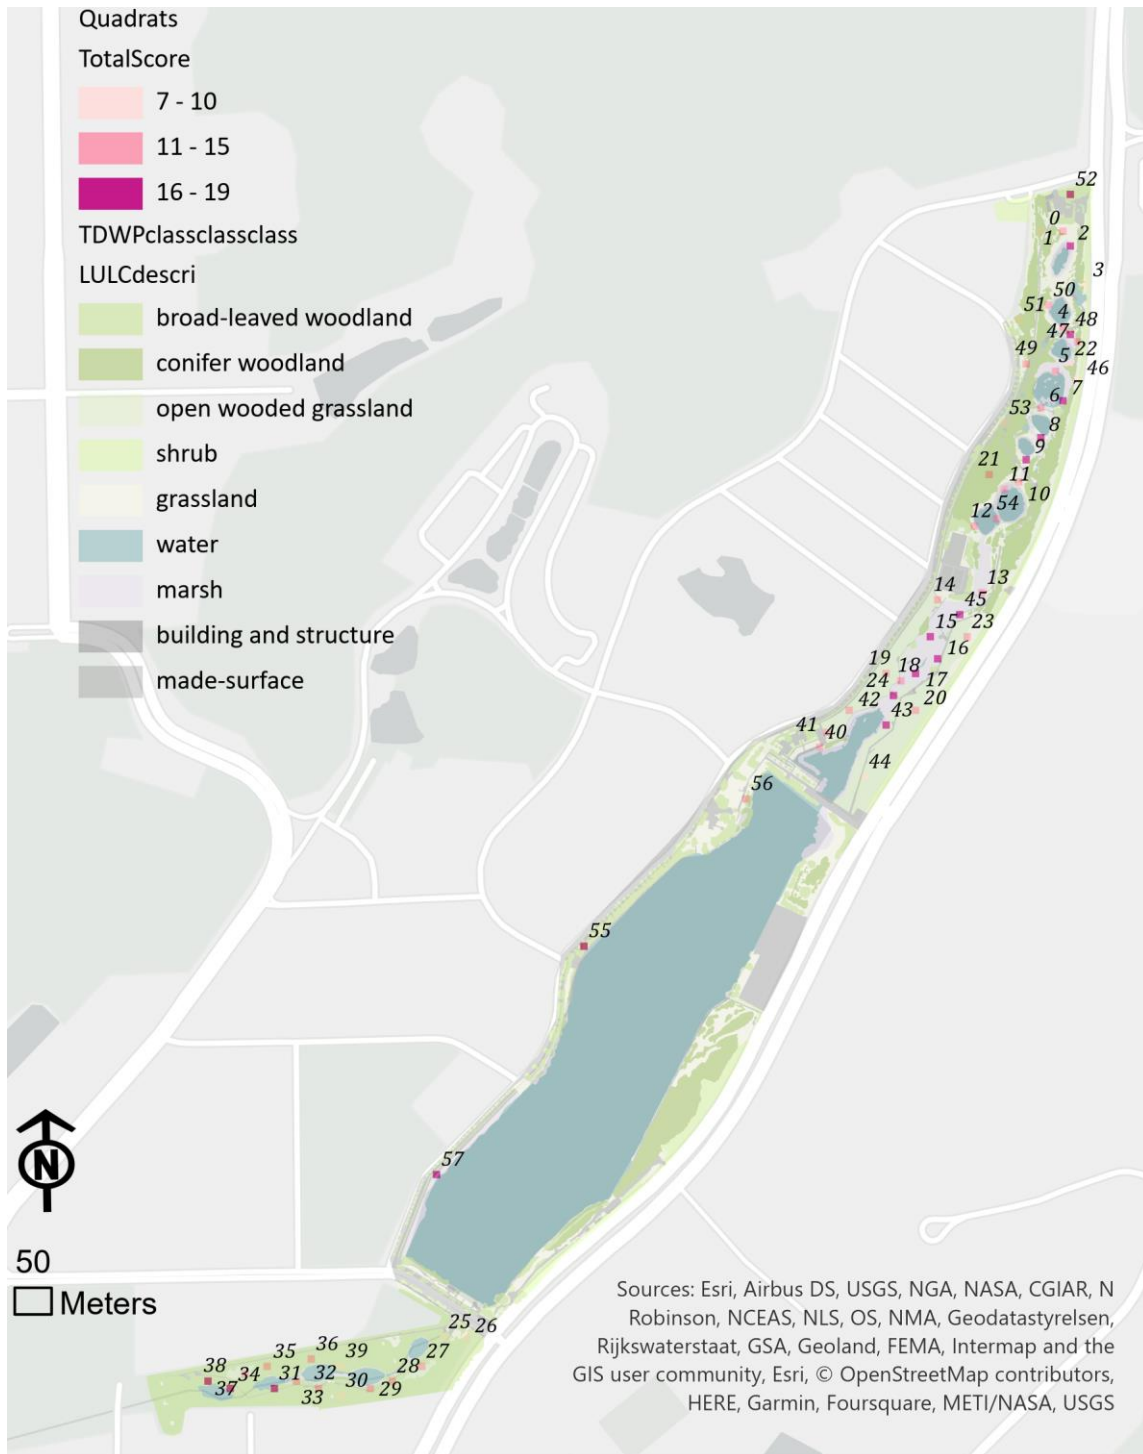 Quadrats
TotalScore
7 - 10
11 - 15
16 - 19
TDWPclassclassclass
LULCdescri
broad-leaved woodland
conifer woodland
open wooded grassland
shrub
grassland
water
marsh
building and structure
made-surface
52
0
1
2
3
50
51
4
47
48
49
5
22
46
6
7
53
8
9
21
11
10
54
12
13
14
45
15
23
16
19
18
17
24
42
20
43
41
40
44
56
55
57
N
50
Meters
25
26
27
35
36
39
38
34
31
32
30
28
37
33
29
Sources: Esri, Airbus DS, USGS, NGA, NASA, CGIAR, N
Robinson, NCEAS, NLS, OS, NMA, Geodatastyrelsen,
Rijkswaterstaat, GSA, Geoland, FEMA, Intermap and the
GIS user community, Esri, © OpenStreetMap contributors,
HERE, Garmin, Foursquare, METI/NASA, USGS